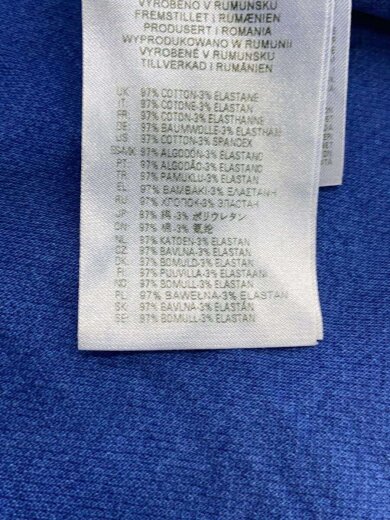 VYROBENO V RUMUNSKU
FREMSTILLET I RUMÆNIEN
PRODUSERT I ROMANIA
WYPRODUKOWANO W RUMUNII
VYROBENÉ V RUMUNSKU
TILLVERKAD I RUMÄNIEN
UK: 97% COTTON-3% ELASTANE
IT: 97% COTONE-3% ELASTAN
FR: 97% COTON-3% ELASTHANNE
DE: 97% BAUMWOLLE-3% ELASTHAN
US: 97% COTTON-3% SPANDEX
97% ALGODÓN-3% ELASTANO
PT: 97% ALGODÃO-3% ELASTANO
TR: 97% PAMUKLU-3% ELASTAN
EL: 97% ΒΑΜΒΑΚΙ-3% ΕΛΑΣΤΑΝΗ
RU: 97% ХЛОПОК-3% ЭЛАСТАН
JP: 97% 綿-3% ポリウレタン
CN: 97% 棉-3% 氨纶
NL: 97% KATOEN-3% ELASTAN
CZ: 97% BAVLNA-3% ELASTAN
DK: 97% BOMULD-3% ELASTAN
FI: 97% PUUVILLA-3% ELASTAANI
NO: 97% BOMULL-3% ELASTAN
PL: 97% BAWEŁNA-3% ELASTAN
SK: 97% BAVLNA-3% ELASTAN
SE: 97% BOMULL-3% ELASTAN